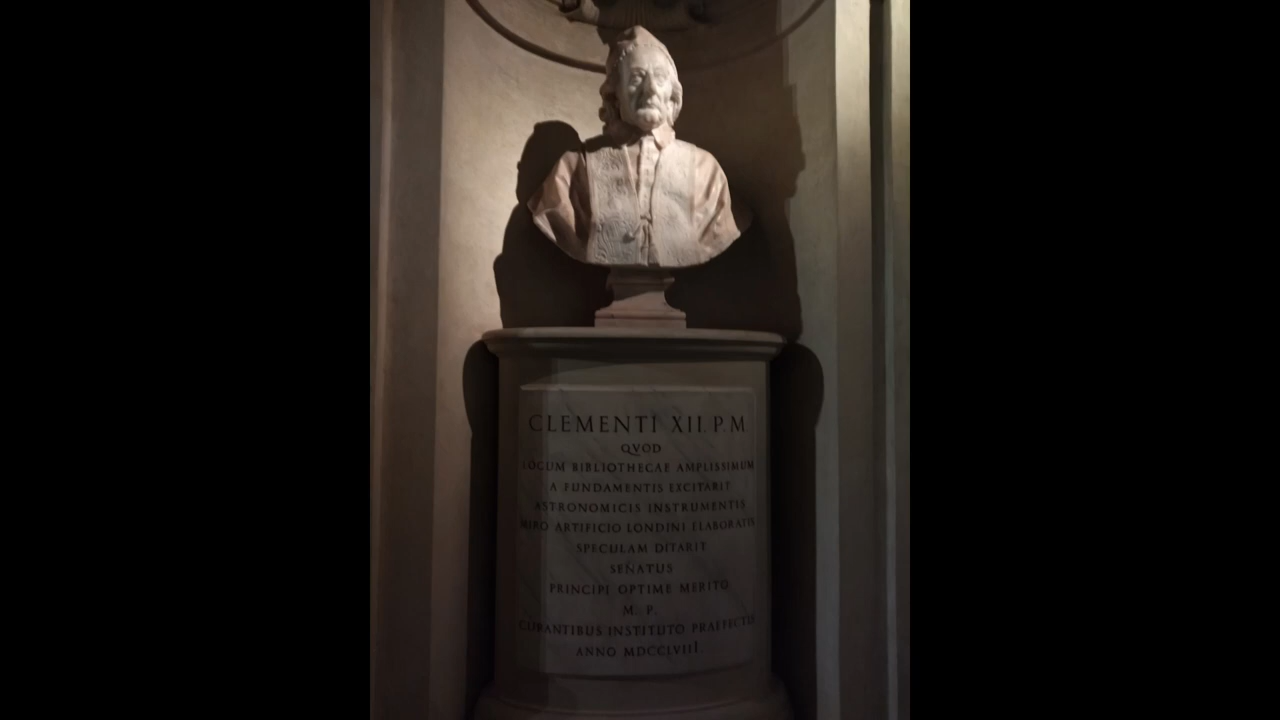 CLEMENTI XII. P. M
QVOD
LOCUM BIBLIOTHECAE AMPLISSIMUM
A FUNDAMENTIS EXCITARIT
ASTRONOMICIS INSTRUMENTIS
MIRO ARTIFICIO LONDINI ELABORATIS
SPECULAM DITARIT
SEÑATUS
PRINCIPI OPTIME MERITO
M. P.
CURANTIBUS INSTITUTO PRAEFECTIS
ANNO MDCCLVIII